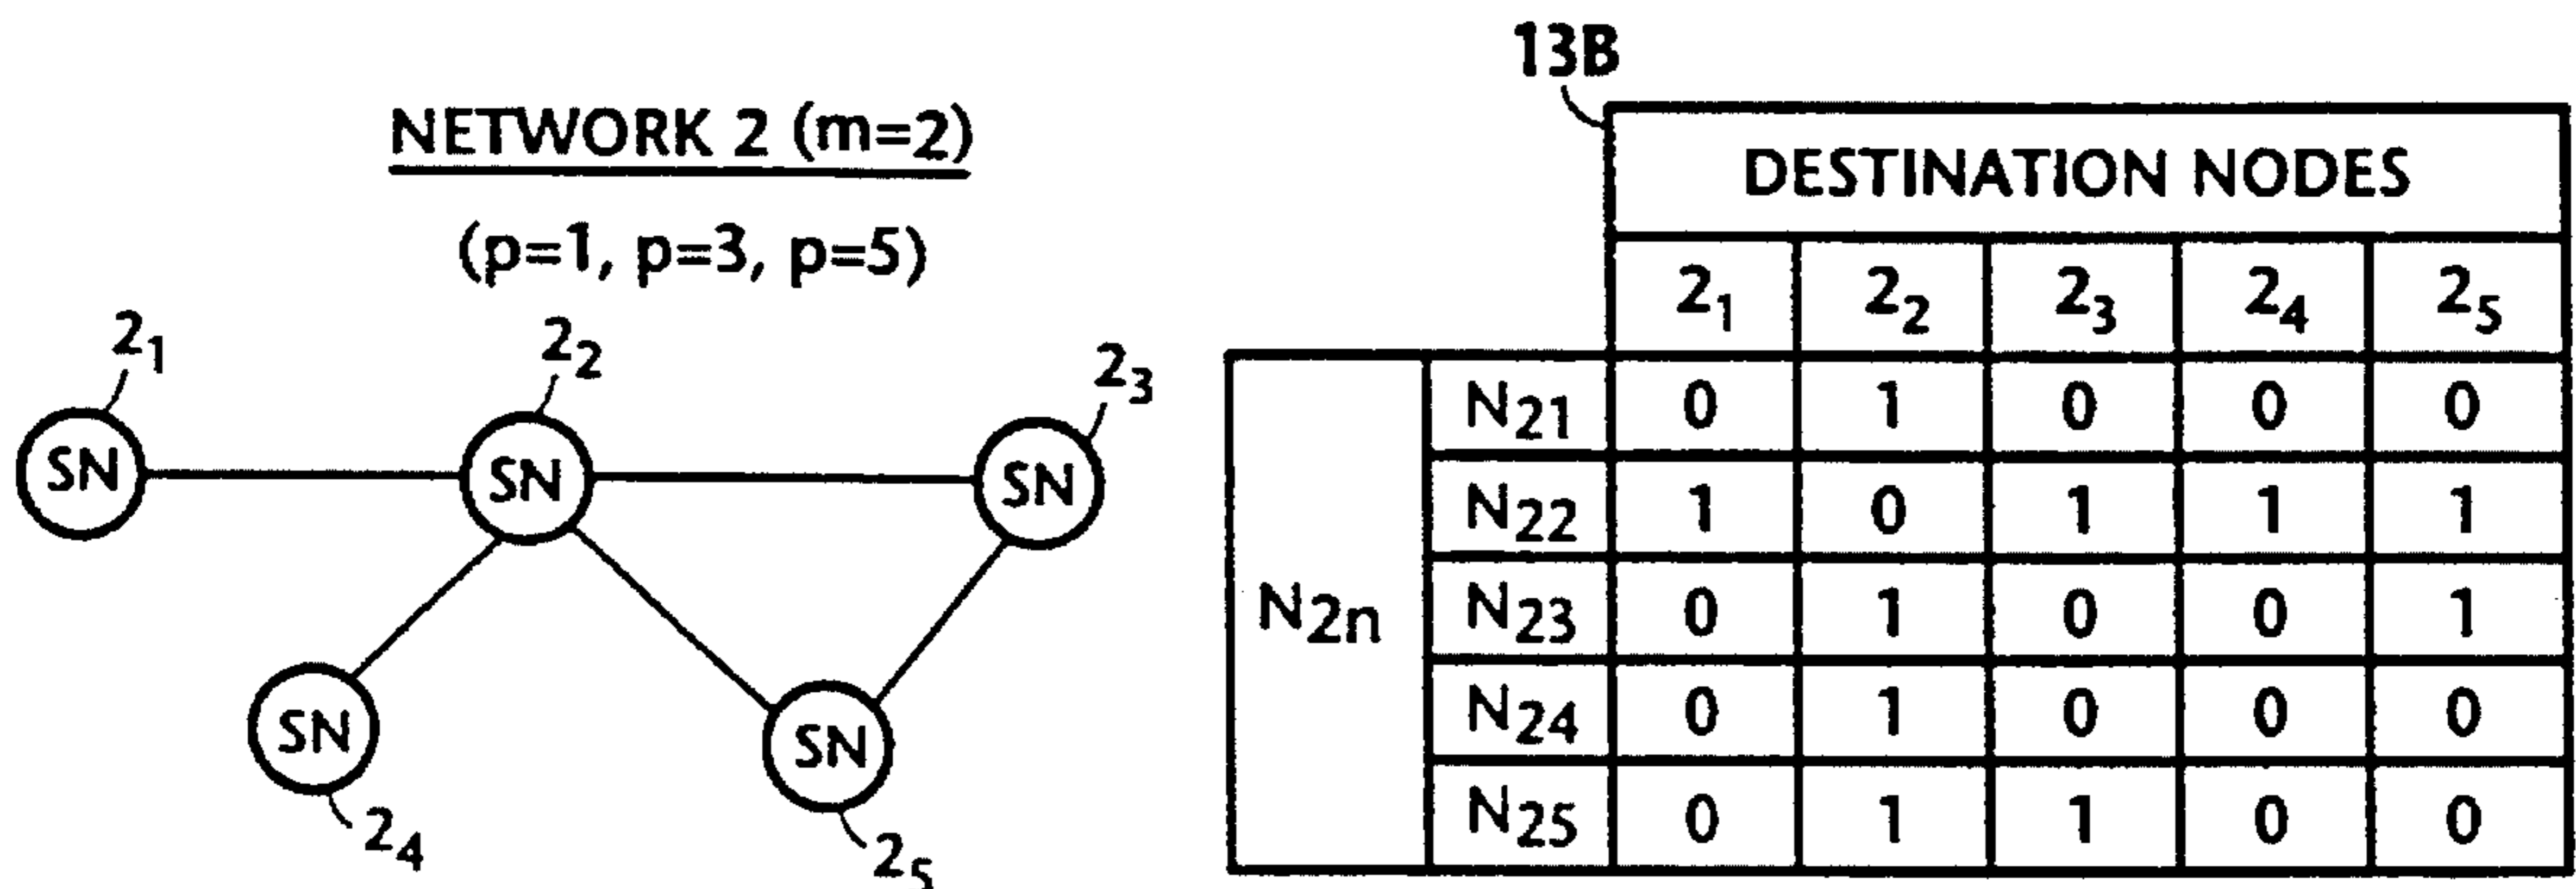 NETWORK 2 (m=2)
(p=1, p=3, p=5)
2₁
2₂
2₃
SN
SN
SN
SN
SN
2₄
2₅
13B
DESTINATION NODES
2₁ 2₂ 2₃ 2₄ 2₅
N₂ₙ
N₂₁ 0 1 0 0 0
N₂₂ 1 0 1 1 1
N₂₃ 0 1 0 0 1
N₂₄ 0 1 0 0 0
N₂₅ 0 1 1 0 0